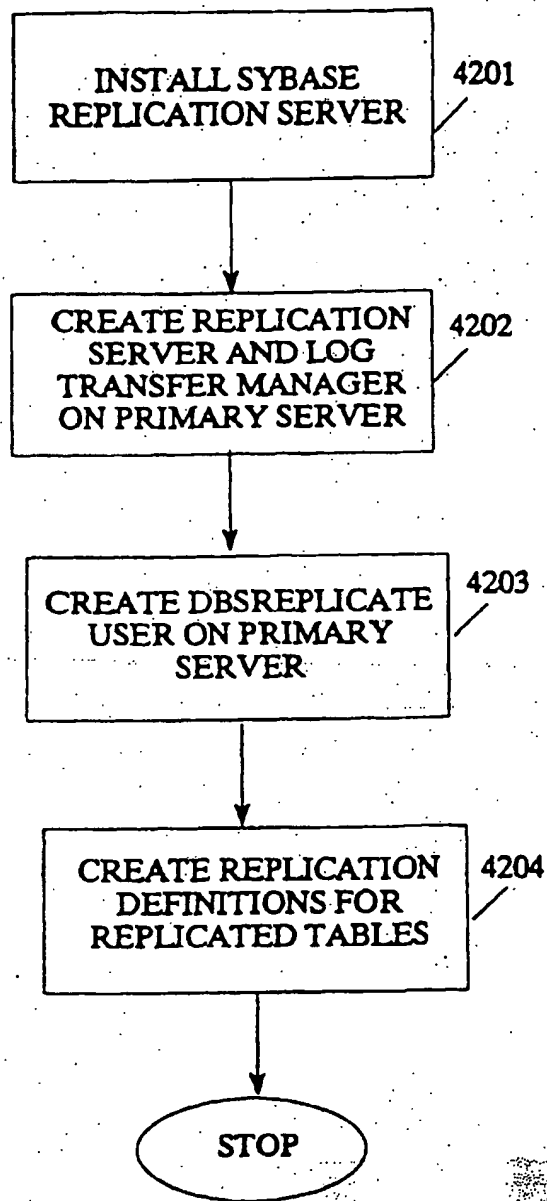 INSTALL SYBASE
REPLICATION SERVER
4201
CREATE REPLICATION
SERVER AND LOG
TRANSFER MANAGER
ON PRIMARY SERVER
4202
CREATE DBSREPLICATE
USER ON PRIMARY
SERVER
4203
CREATE REPLICATION
DEFINITIONS FOR
REPLICATED TABLES
4204
STOP